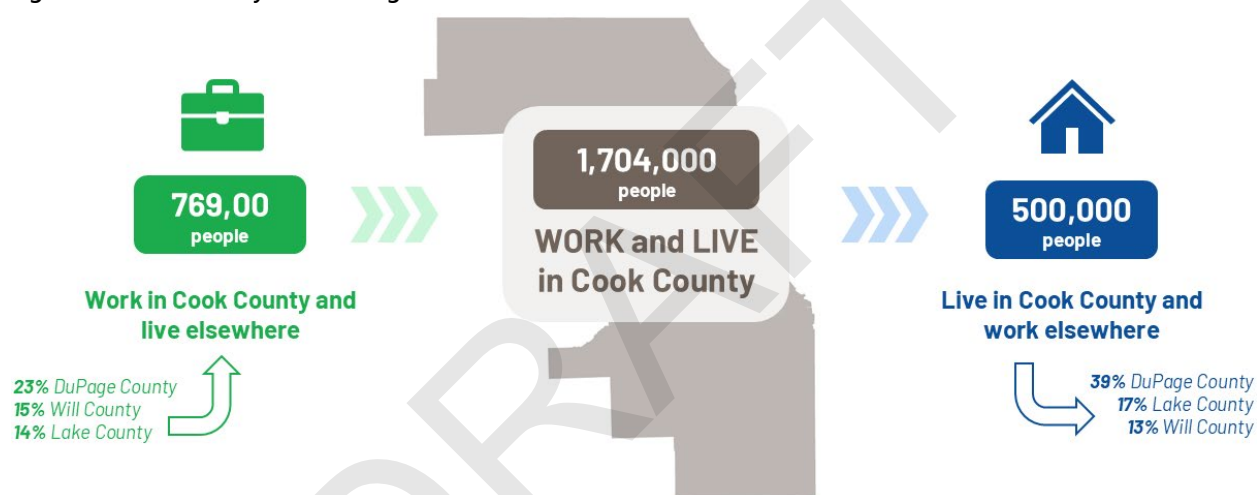 769,00
people
Work in Cook County and
live elsewhere
23% DuPage County
15% Will County
14% Lake County
1,704,000
people
WORK and LIVE
in Cook County
500,000
people
Live in Cook County and
work elsewhere
39% DuPage County
17% Lake County
13% Will County
DRAFT